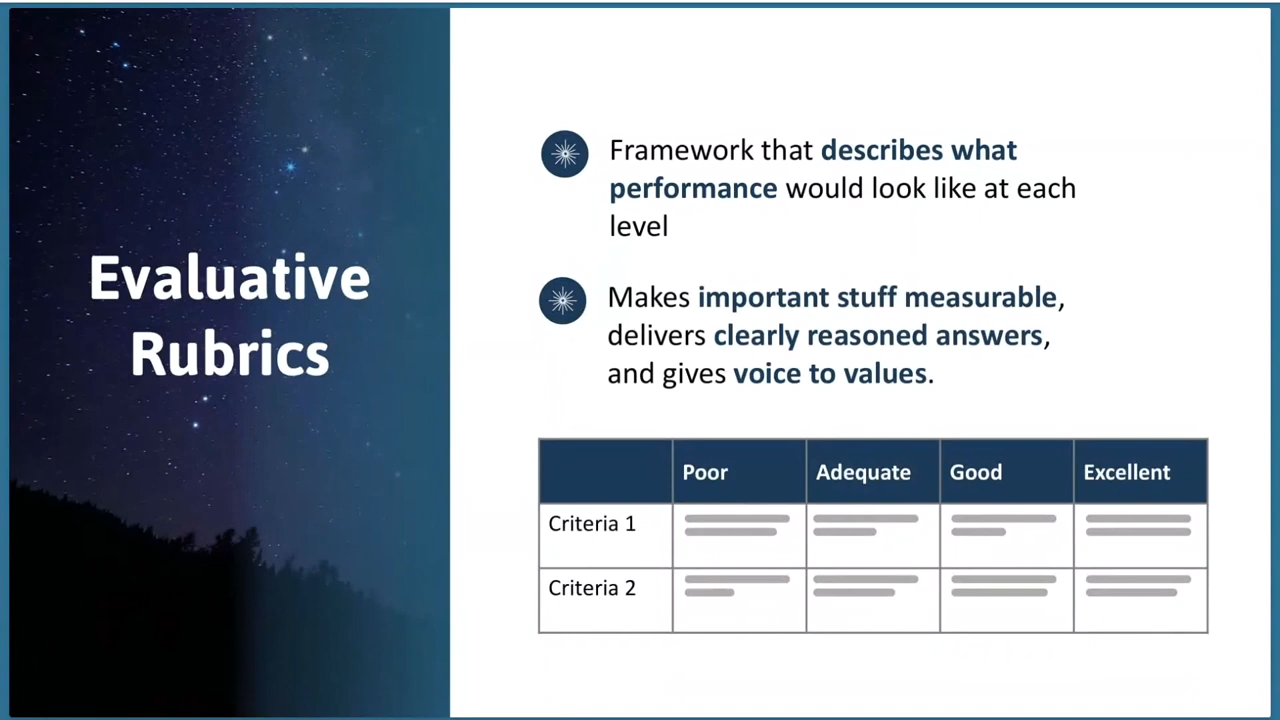 Evaluative
Rubrics
Framework that describes what
performance would look like at each
level
Makes important stuff measurable,
delivers clearly reasoned answers,
and gives voice to values.
Poor Adequate Good Excellent
Criteria 1
Criteria 2